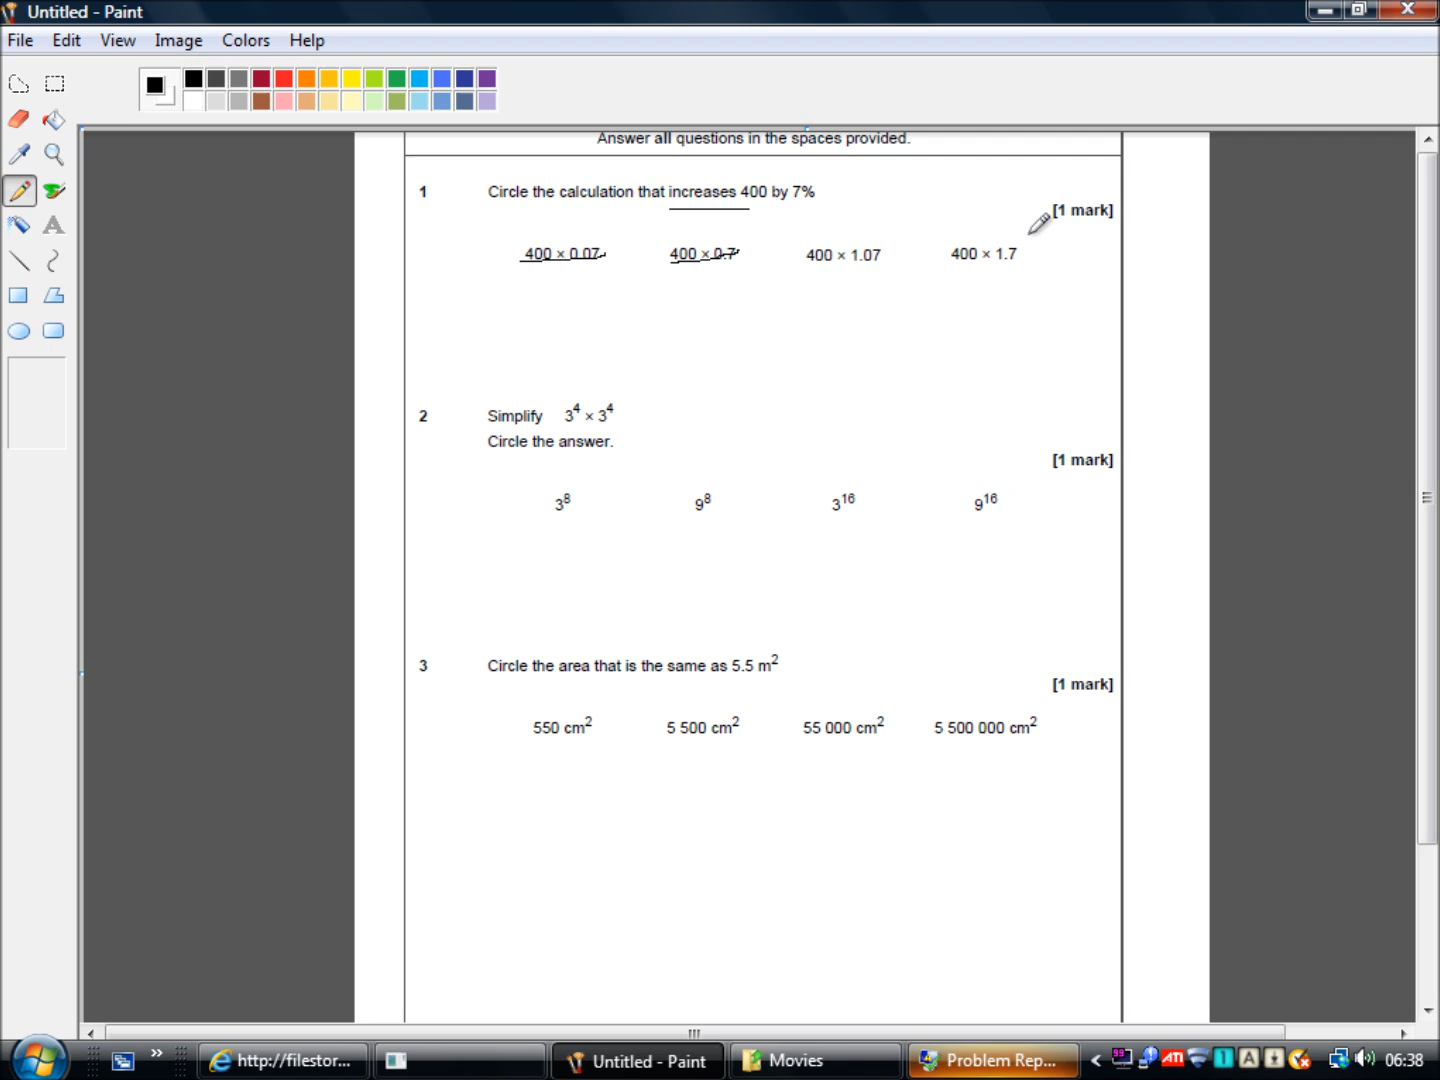 Untitled - Paint
File Edit View Image Colors Help
Answer all questions in the spaces provided.
1 Circle the calculation that increases 400 by 7%
[1 mark]
400 × 0.07 400 × 0.7 400 × 1.07 400 × 1.7
2 Simplify 3⁴ × 3⁴
Circle the answer.
[1 mark]
3⁸ 9⁸ 3¹⁶ 9¹⁶
3 Circle the area that is the same as 5.5 m²
[1 mark]
550 cm² 5 500 cm² 55 000 cm² 5 500 000 cm²
http://filestor... Untitled - Paint Movies Problem Rep... 99 ATI 1 A 06:38